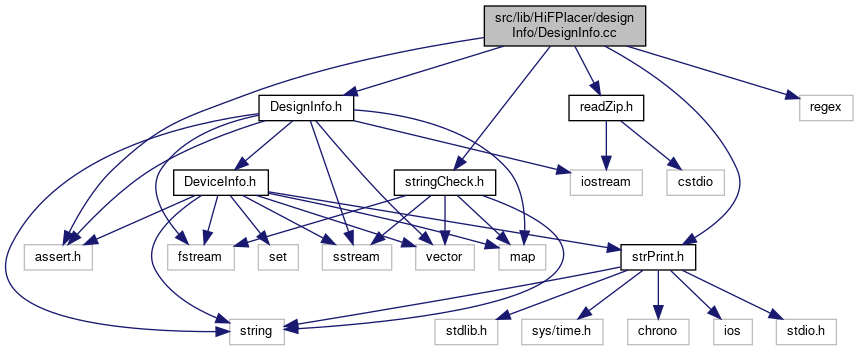 src/lib/HiFPlacer/design
Info/DesignInfo.cc
DesignInfo.h
readZip.h
regex
DeviceInfo.h
stringCheck.h
iostream
cstdio
assert.h
fstream
set
sstream
vector
map
strPrint.h
string
stdlib.h
sys/time.h
chrono
ios
stdio.h